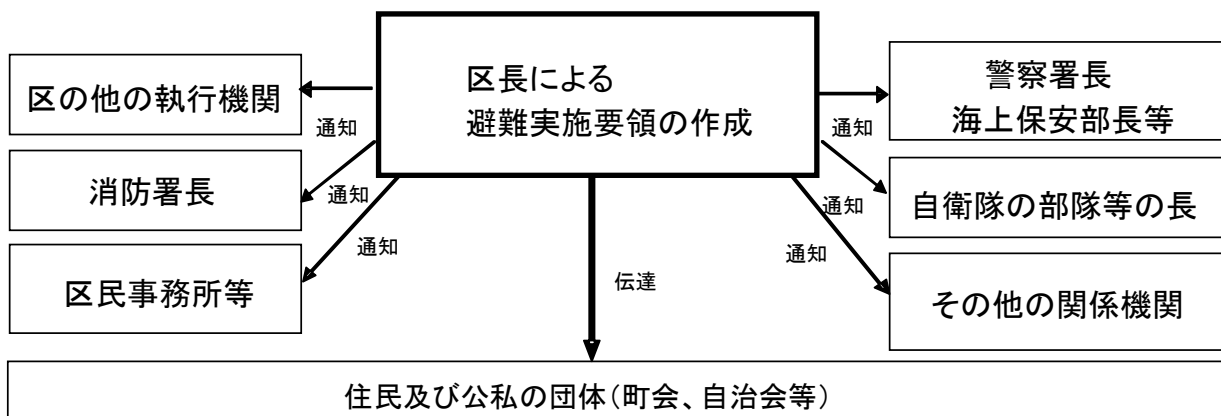 区長による
避難実施要領の作成
区の他の執行機関
警察署長
海上保安部長等
通知
通知
消防署長
通知
通知
自衛隊の部隊等の長
区民事務所等
通知
通知
その他の関係機関
伝達
住民及び公私の団体(町会、自治会等)